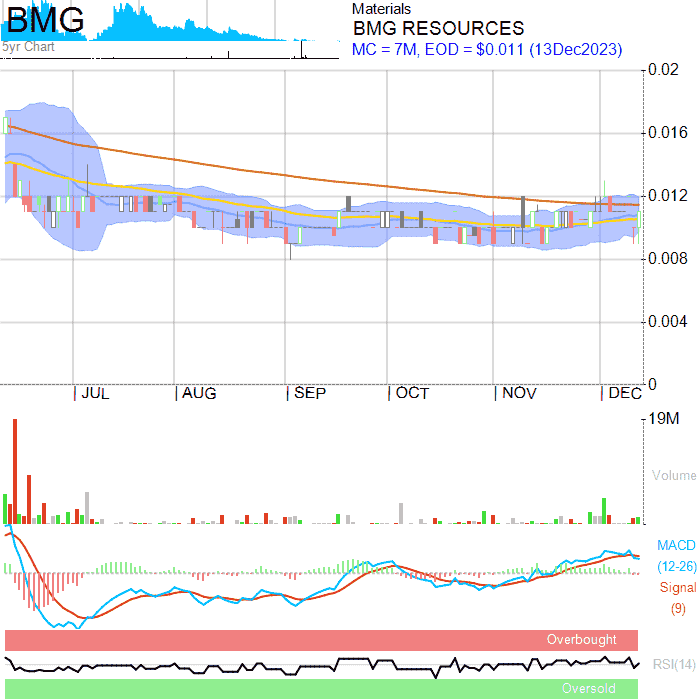 BMG
5yr Chart
Materials
BMG RESOURCES
MC = 7M, EOD = $0.011 (13Dec2023)
0.02
0.016
0.012
0.008
0.004
0
JUL AUG SEP OCT NOV DEC
19M
Volume
MACD
(12-26)
Signal
(9)
Overbought
RSI(14)
Oversold